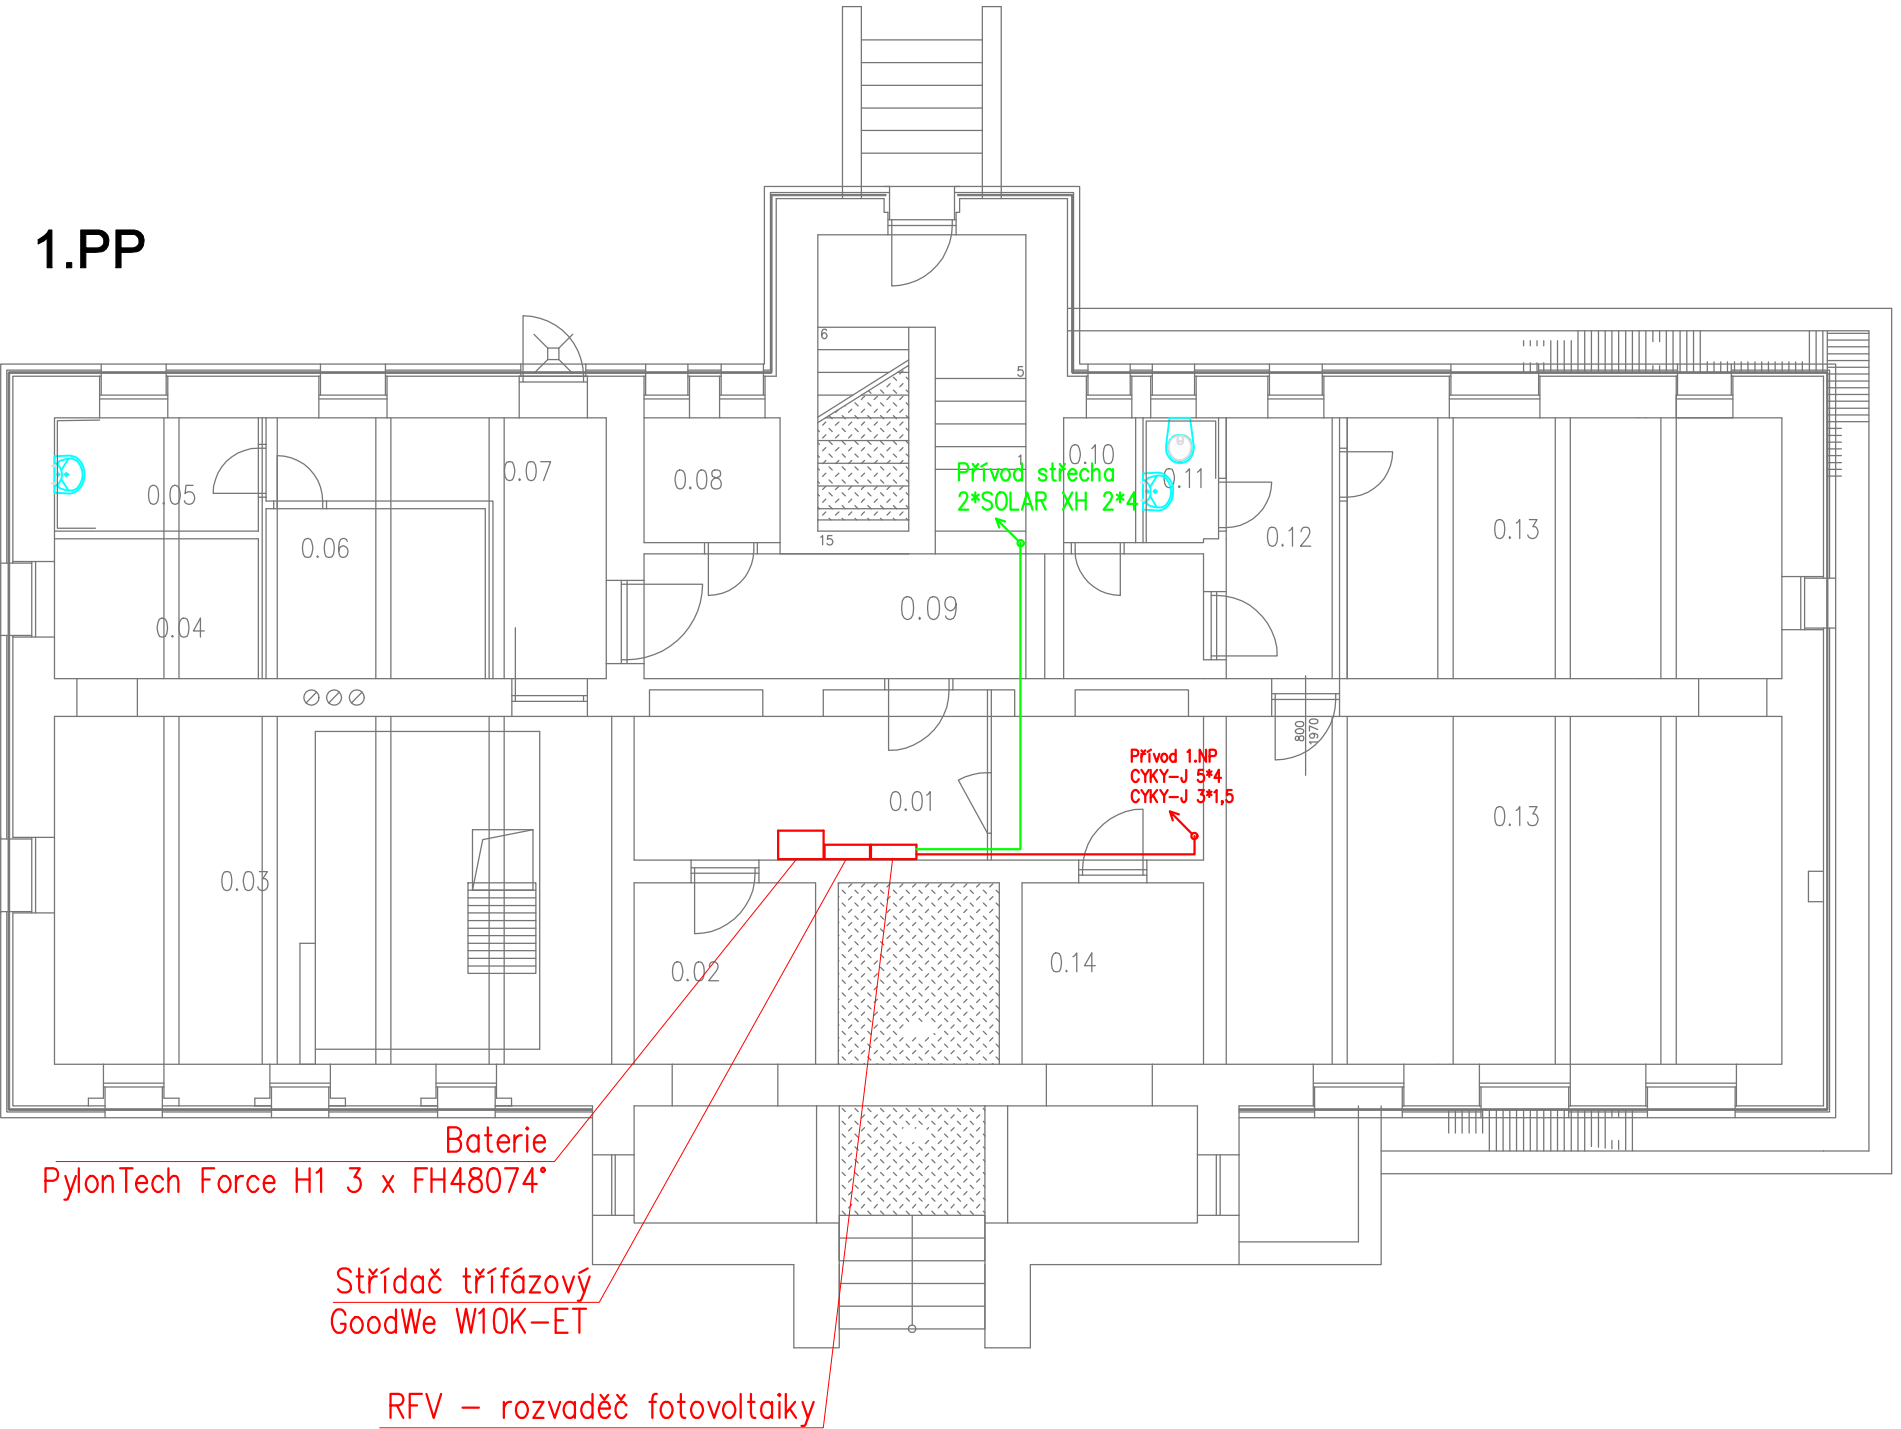 1.PP
6
5
1
15
0.07
0.08
0.10
0.11
0.05
0.06
0.04
0.12
0.13
Přívod střecha
2*SOLAR XH 2*4
0.09
800
1970
Přívod 1.NP
CYKY-J 5*4
CYKY-J 3*1,5
0.01
0.13
0.03
0.02
0.14
Baterie
PylonTech Force H1 3 x FH48074°
Střídač třífázový
GoodWe W10K-ET
RFV - rozvaděč fotovoltaiky